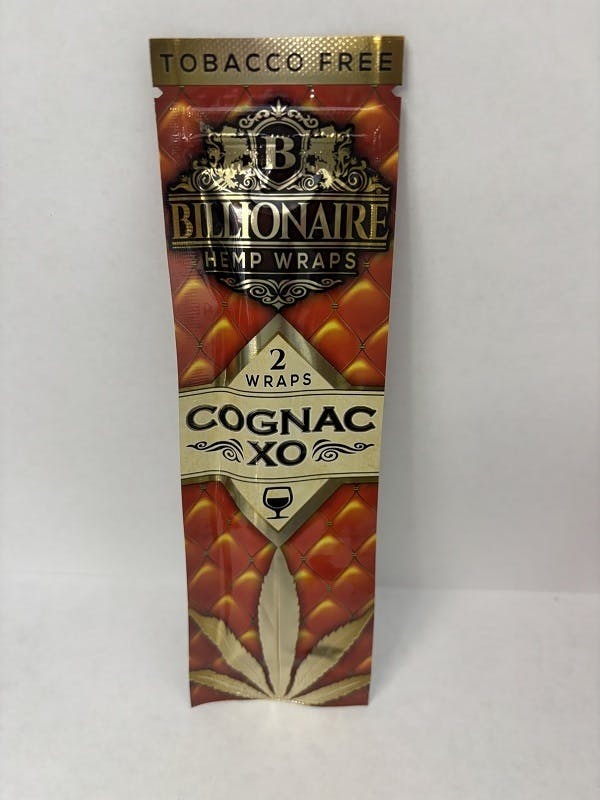 TOBACCO FREE
B
BILLIONAIRE
HEMP WRAPS
2
WRAPS
COGNAC
XO